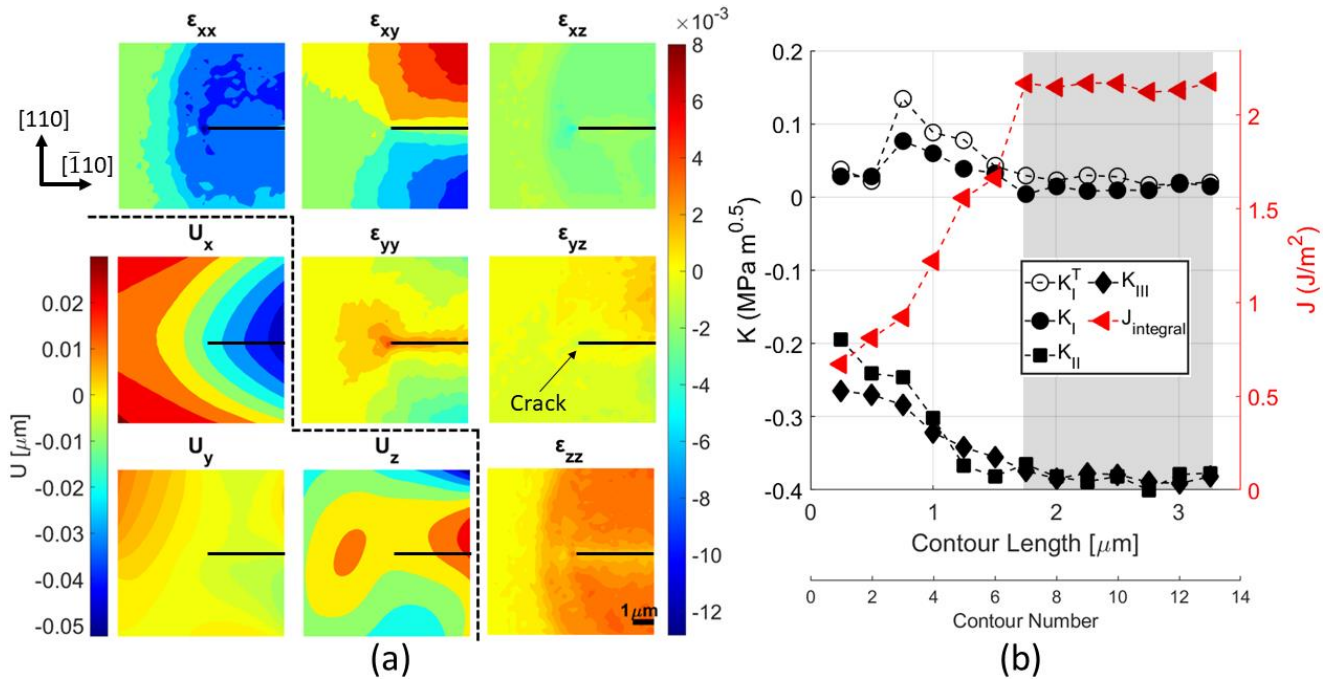 εxx
εxy
εxz
×10⁻³
[110]
[1̄10]
8
6
4
2
0
-2
-4
-6
-8
-10
-12
Ux
εyy
εyz
Crack
0.02
0.01
0
-0.01
-0.02
-0.03
-0.04
-0.05
U [μm]
Uy
Uz
εzz
1μm
(a)
0.2
0.1
0
-0.1
-0.2
-0.3
-0.4
K (MPa m^0.5)
K_I^T
K_I
K_II
K_III
J_integral
2
1.5
1
0.5
0
J (J/m²)
0 1 2 3
Contour Length [μm]
0 2 4 6 8 10 12 14
Contour Number
(b)